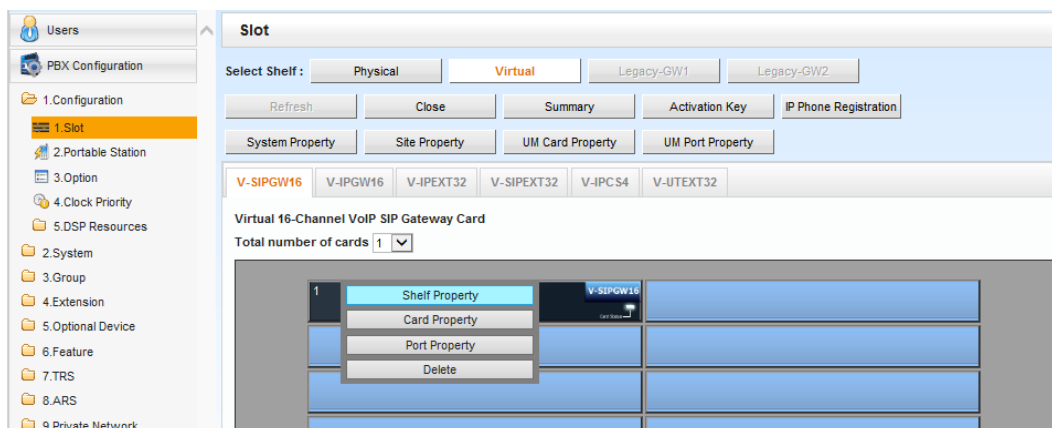 Users
PBX Configuration
1.Configuration
1.Slot
2.Portable Station
3.Option
4.Clock Priority
5.DSP Resources
2.System
3.Group
4.Extension
5.Optional Device
6.Feature
7.TRS
8.ARS
9.Private Network
Slot
Select Shelf : Physical Virtual Legacy-GW1 Legacy-GW2
Refresh Close Summary Activation Key IP Phone Registration
System Property Site Property UM Card Property UM Port Property
V-SIPGW16 V-IPGW16 V-IPEXT32 V-SIPEXT32 V-IPCS4 V-UTEXT32
Virtual 16-Channel VoIP SIP Gateway Card
Total number of cards 1
1 Shelf Property V-SIPGW16
Card Status
Card Property
Port Property
Delete